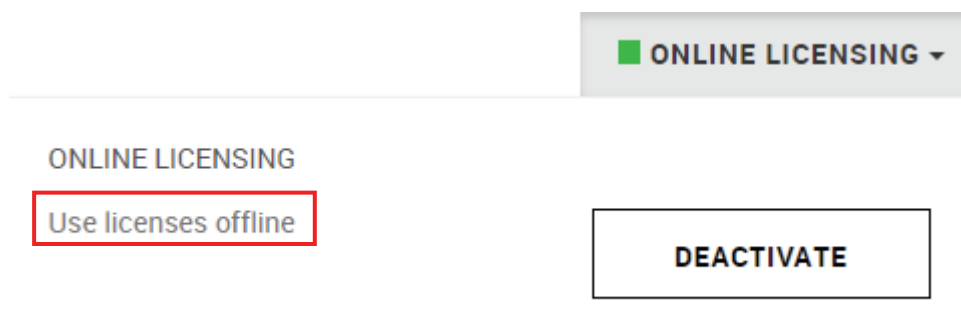 ONLINE LICENSING
ONLINE LICENSING
Use licenses offline
DEACTIVATE